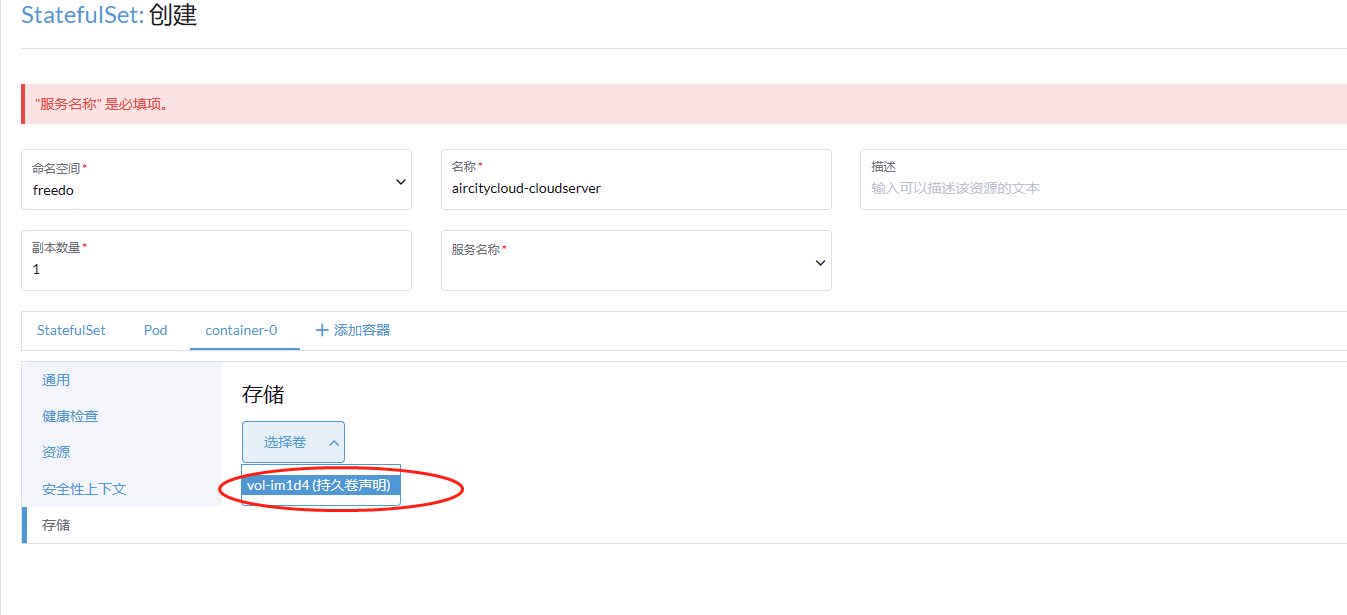 StatefulSet: 创建
"服务名称" 是必填项。
命名空间*
freedo
名称*
aircitycloud-cloudserver
描述
输入可以描述该资源的文本
副本数量*
1
服务名称*
StatefulSet
Pod
container-0
+ 添加容器
通用
健康检查
资源
安全性上下文
存储
存储
选择卷
vol-im1d4 (持久卷声明)